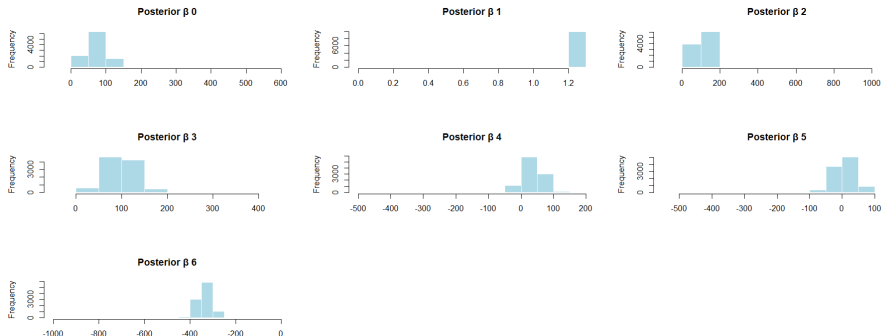 Posterior β 0
Frequency
0 4000
0 100 200 300 400 500 600
Posterior β 1
Frequency
0 6000
0.0 0.2 0.4 0.6 0.8 1.0 1.2
Posterior β 2
Frequency
0 4000
0 200 400 600 800 1000
Posterior β 3
Frequency
0 3000
0 100 200 300 400
Posterior β 4
Frequency
0 3000
-500 -400 -300 -200 -100 0 100 200
Posterior β 5
Frequency
0 3000
-500 -400 -300 -200 -100 0 100
Posterior β 6
Frequency
0 3000
-1000 -800 -600 -400 -200 0